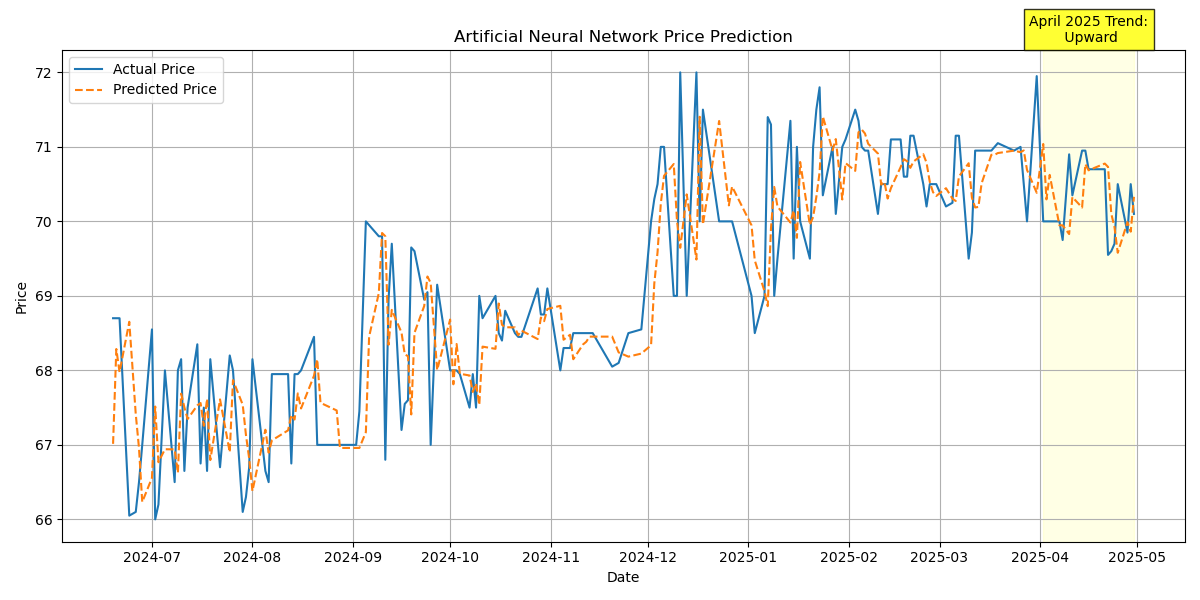 April 2025 Trend:
Upward
Artificial Neural Network Price Prediction
Actual Price
Predicted Price
72
71
70
69
68
67
66
Price
2024-07 2024-08 2024-09 2024-10 2024-11 2024-12 2025-01 2025-02 2025-03 2025-04 2025-05
Date